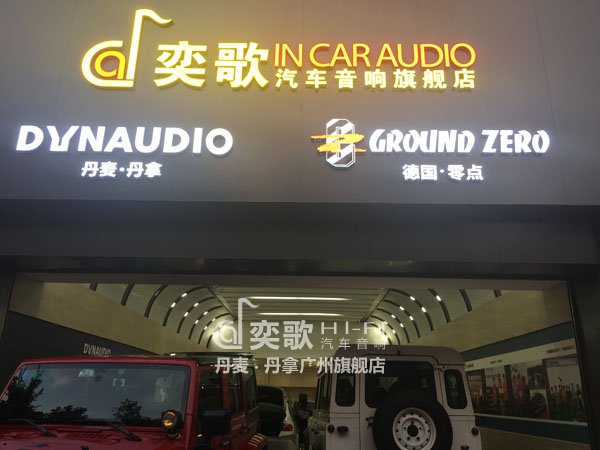 奕歌 IN CAR AUDIO
汽车音响旗舰店
DYNAUDIO
丹麦·丹拿
GROUND ZERO
德国·零点
奕歌 HI-FI
汽车音响
丹麦·丹拿广州旗舰店
DYNAUDIO